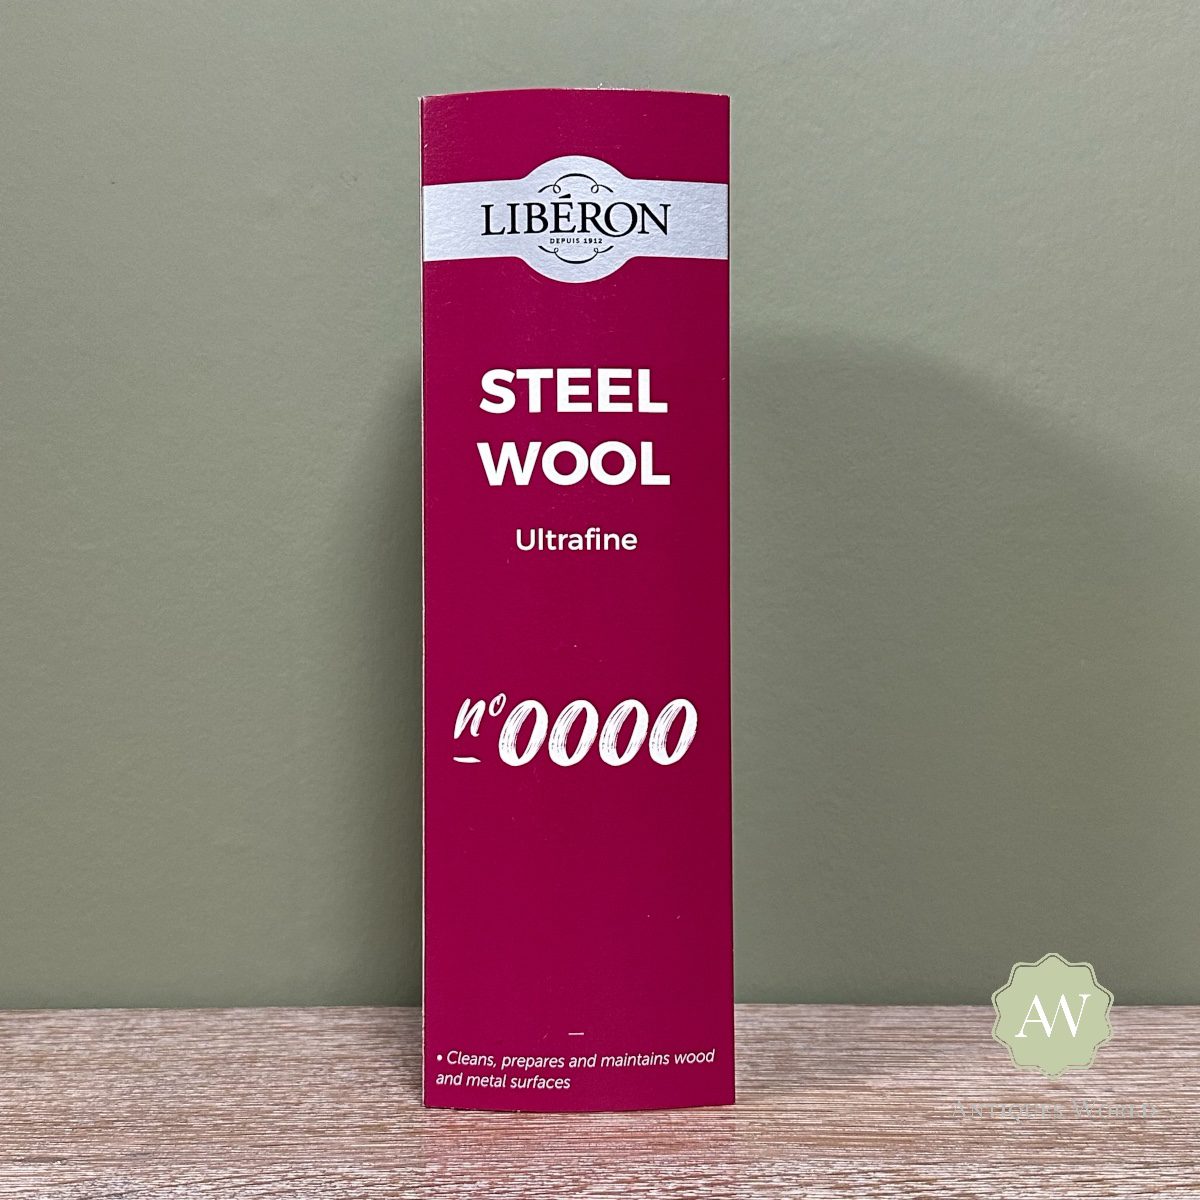 LIBÉRON
DEPUIS 1912
STEEL
WOOL
Ultrafine
nº0000
• Cleans, prepares and maintains wood
and metal surfaces
AW